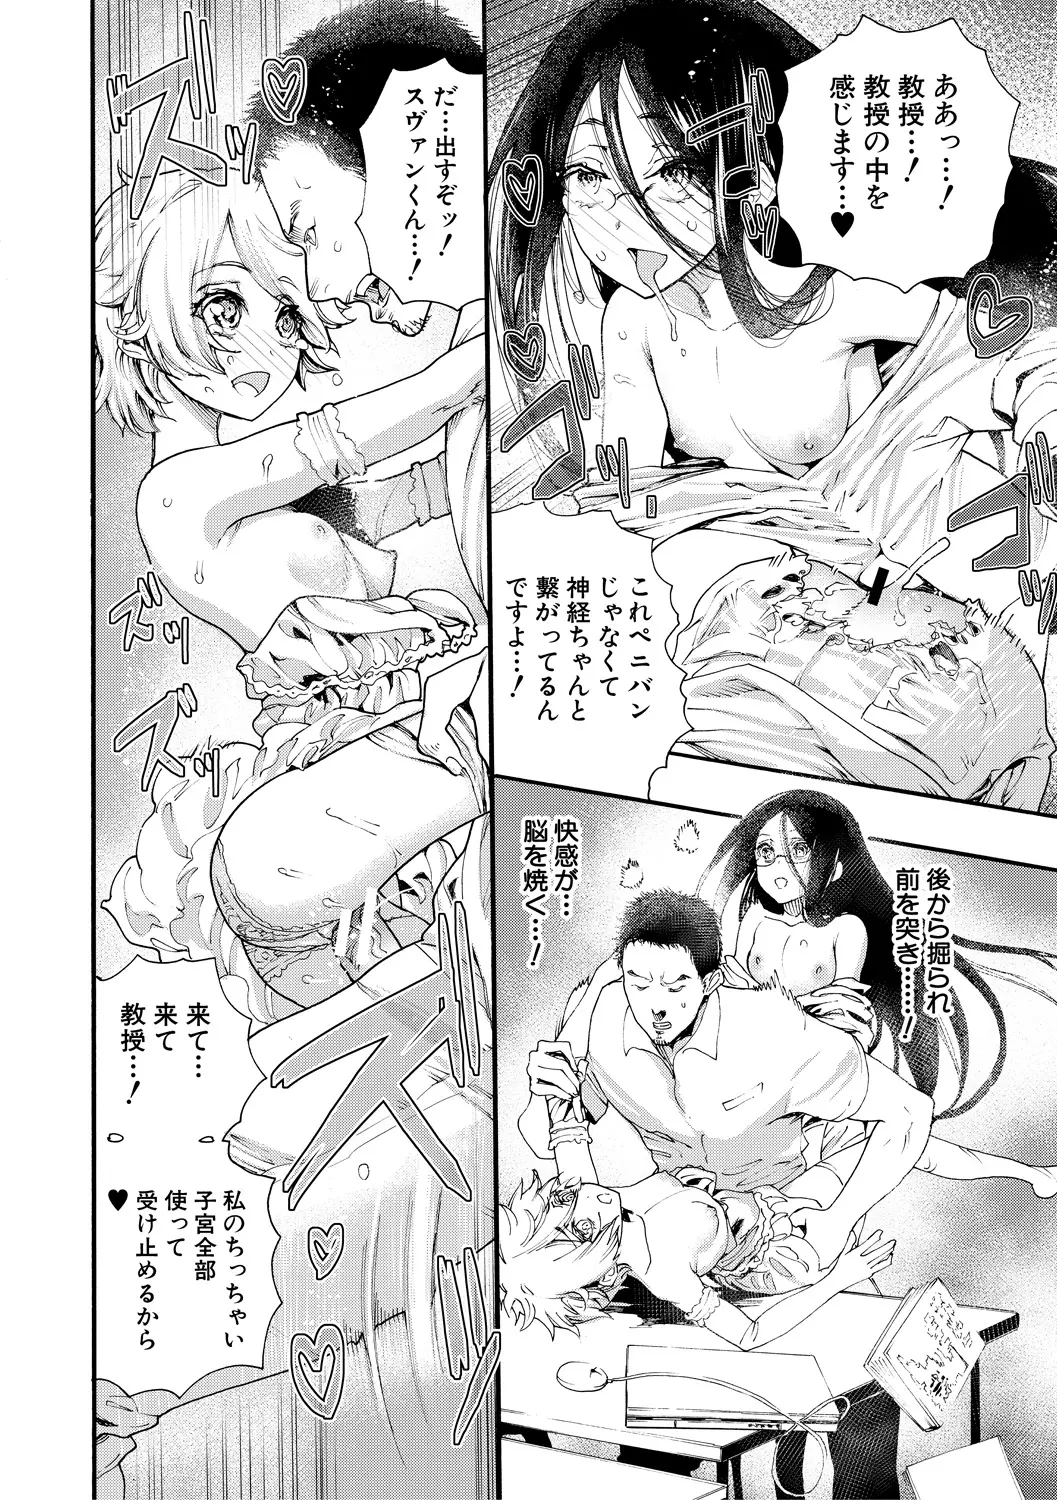 ああっ…！
教授…！
教授の中を
感じます…♥
これペニバン
じゃなくて
神経ちゃんと
繋がってるん
ですよ…！
後から掘られ
前を突き……！
快感が…
脳を焼く…！
だ…出すぞッ！
スヴァンくん…！
来て…
来て
教授…！
私のちっちゃい
子宮全部
使って
受け止めるから
♥